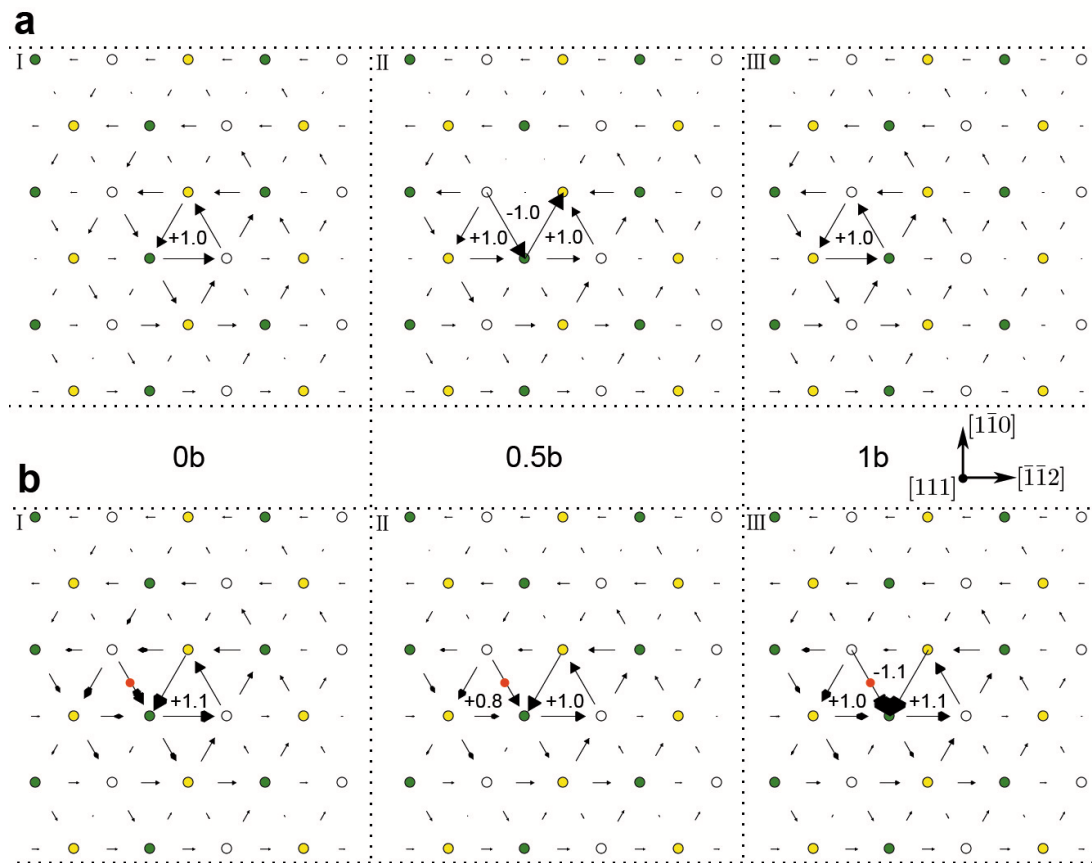 a
I II III
-1.0
+1.0 +1.0 +1.0 +1.0
0b 0.5b 1b
[11̄0]
[111] [1̄1̄2]
b
I II III
-1.1
+1.1 +0.8 +1.0 +1.0 +1.1